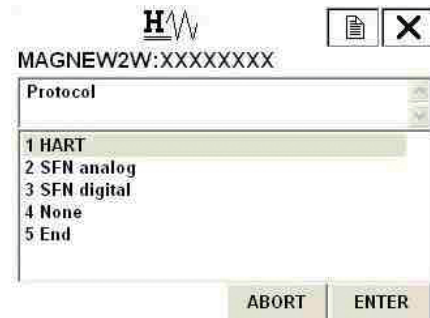 H
MAGNEW2W:XXXXXXXX
Protocol
1 HART
2 SFN analog
3 SFN digital
4 None
5 End
ABORT ENTER